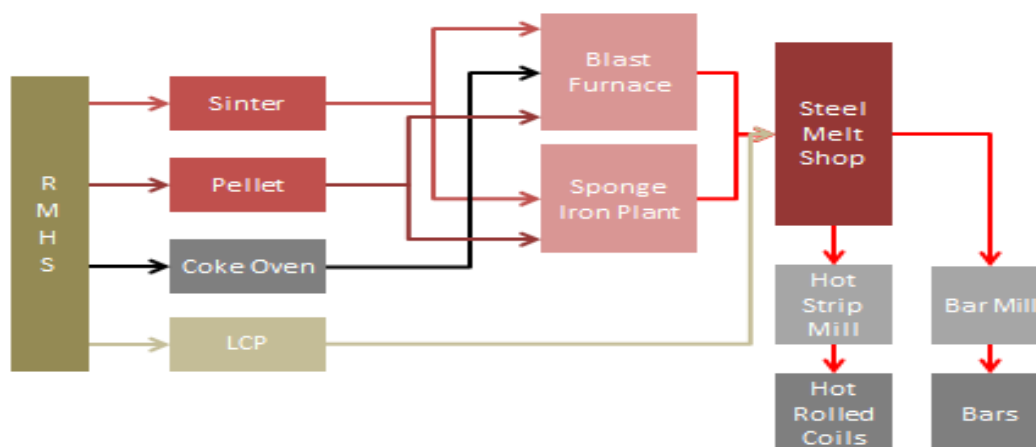 R
M
H
S
Sinter
Pellet
Coke Oven
LCP
Blast
Furnace
Sponge
Iron Plant
Steel
Melt
Shop
Hot
Strip
Mill
Bar Mill
Hot
Rolled
Coils
Bars